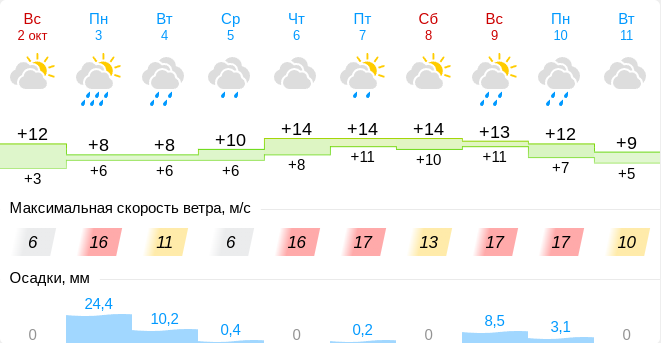 Вс Пн Вт Ср Чт Пт Сб Вс Пн Вт
2 окт 3 4 5 6 7 8 9 10 11
+12 +8 +8 +10 +14 +14 +14 +13 +12 +9
+3 +6 +6 +6 +8 +11 +10 +11 +7 +5
Максимальная скорость ветра, м/с
6 16 11 6 16 17 13 17 17 10
Осадки, мм
0 24,4 10,2 0,4 0 0,2 0 8,5 3,1 0